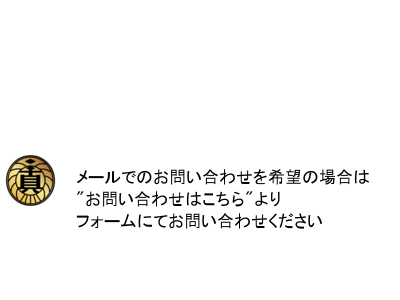 真
メールでのお問い合わせを希望の場合は
"お問い合わせはこちら"より
フォームにてお問い合わせください